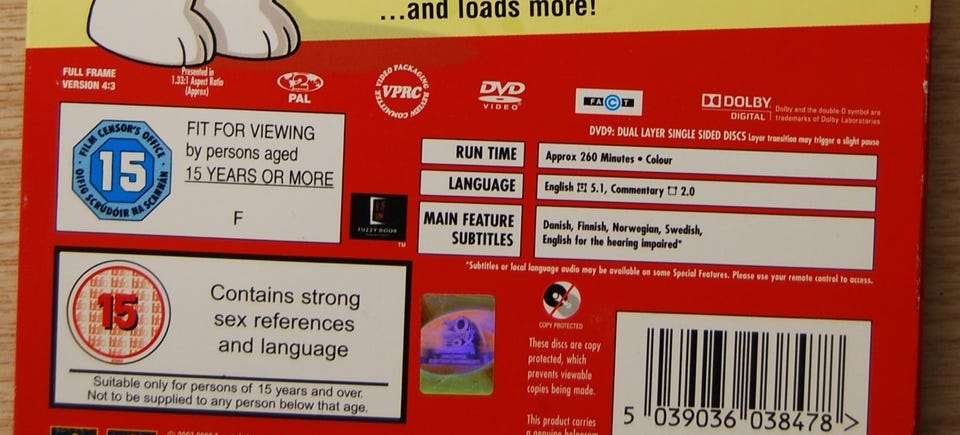 ...and loads more!
FULL FRAME
VERSION 4:3
Presented in
1.33:1 Aspect Ratio
(Approx)
2
PAL
VIDEO PACKAGING REVIEW COMMITTEE
VPRC
DVD
VIDEO
FACT
DOLBY
DIGITAL
Dolby and the double-D symbol are
trademarks of Dolby Laboratories
DVD9: DUAL LAYER SINGLE SIDED DISCS Layer transition may trigger a slight pause
FILM CENSOR'S OFFICE
15
OIFIG SCRÚDÓIR NA SCANNÁN
FIT FOR VIEWING
by persons aged
15 YEARS OR MORE
F
FUZZY DOOR
TM
RUN TIME
Approx 260 Minutes • Colour
LANGUAGE
English 5.1, Commentary 2.0
MAIN FEATURE
SUBTITLES
Danish, Finnish, Norwegian, Swedish,
English for the hearing impaired*
*Subtitles or local language audio may be available on some Special Features. Please use your remote control to access.
15
Contains strong
sex references
and language
Suitable only for persons of 15 years and over.
Not to be supplied to any person below that age.
COPY PROTECTED
These discs are copy
protected, which
prevents viewable
copies being made.
This product carries
a genuine hologram
5 039036 038478 >